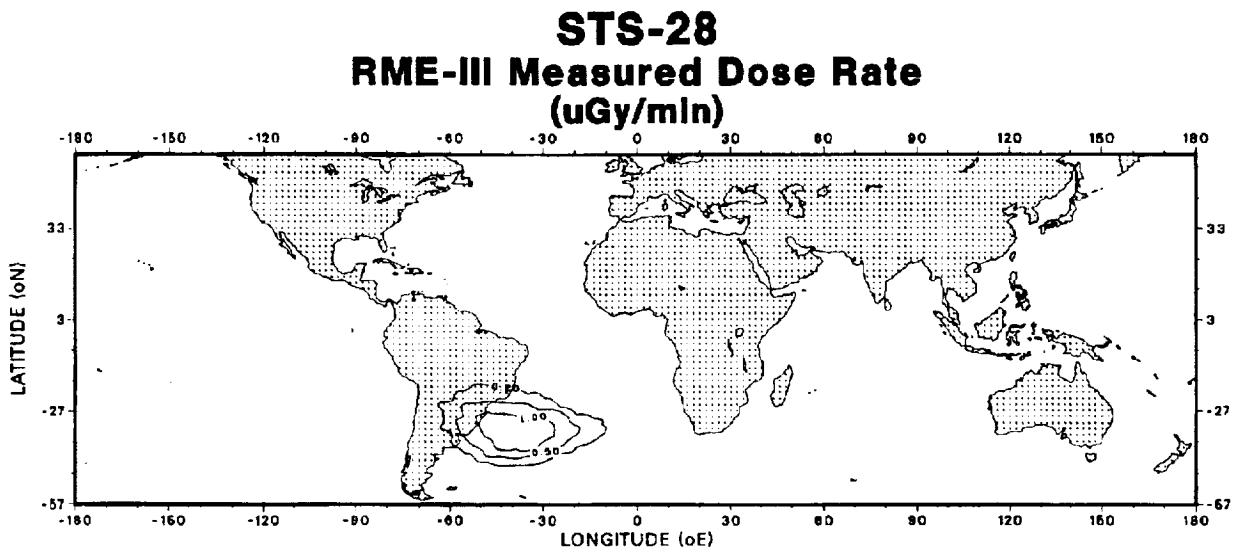 STS-28
RME-III Measured Dose Rate
(uGy/min)
-180 -150 -120 -90 -60 -30 0 30 60 90 120 150 180
33 33
LATITUDE (oN)
3 3
0.20
-27 1.00 -27
0.50
-57 -57
-180 -150 -120 -90 -60 -30 0 30 60 90 120 150 180
LONGITUDE (oE)